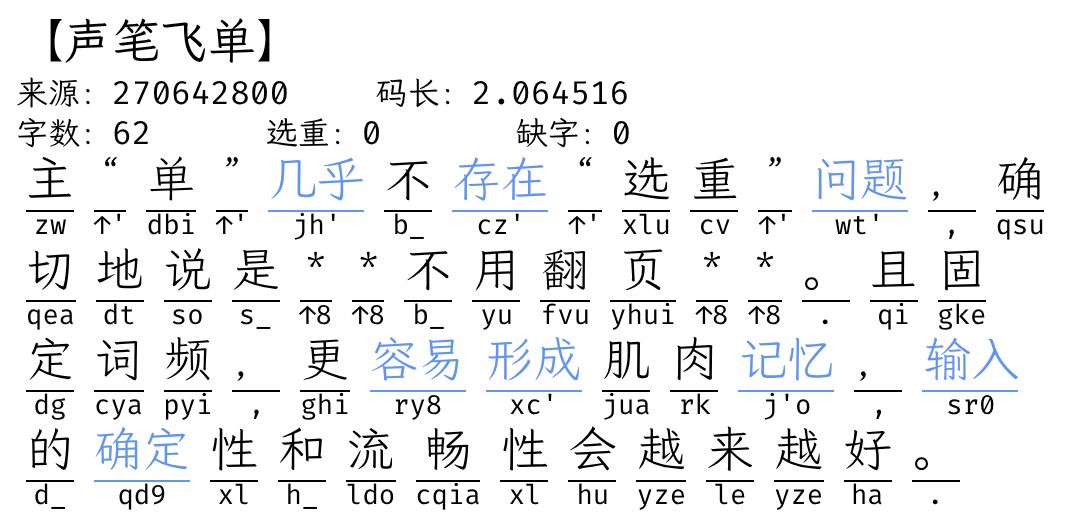 【声笔飞单】
来源: 270642800 码长: 2.064516
字数: 62 选重: 0 缺字: 0
主 “ 单 ” 几乎 不 存在 “ 选 重 ” 问题 ， 确
zw ↑' dbi ↑' jh' b_ cz' ↑' xlu cv ↑' wt' , qsu
切 地 说 是 * * 不 用 翻 页 * * 。 且 固
qea dt so s_ ↑8 ↑8 b_ yu fvu yhui ↑8 ↑8 . qi gke
定 词 频 ， 更 容易 形成 肌 肉 记忆 ， 输入
dg cya pyi , ghi ry8 xc' jua rk j'o , sr0
的 确定 性 和 流 畅 性 会 越 来 越 好 。
d_ qd9 xl h_ ldo cqia xl hu yze le yze ha .